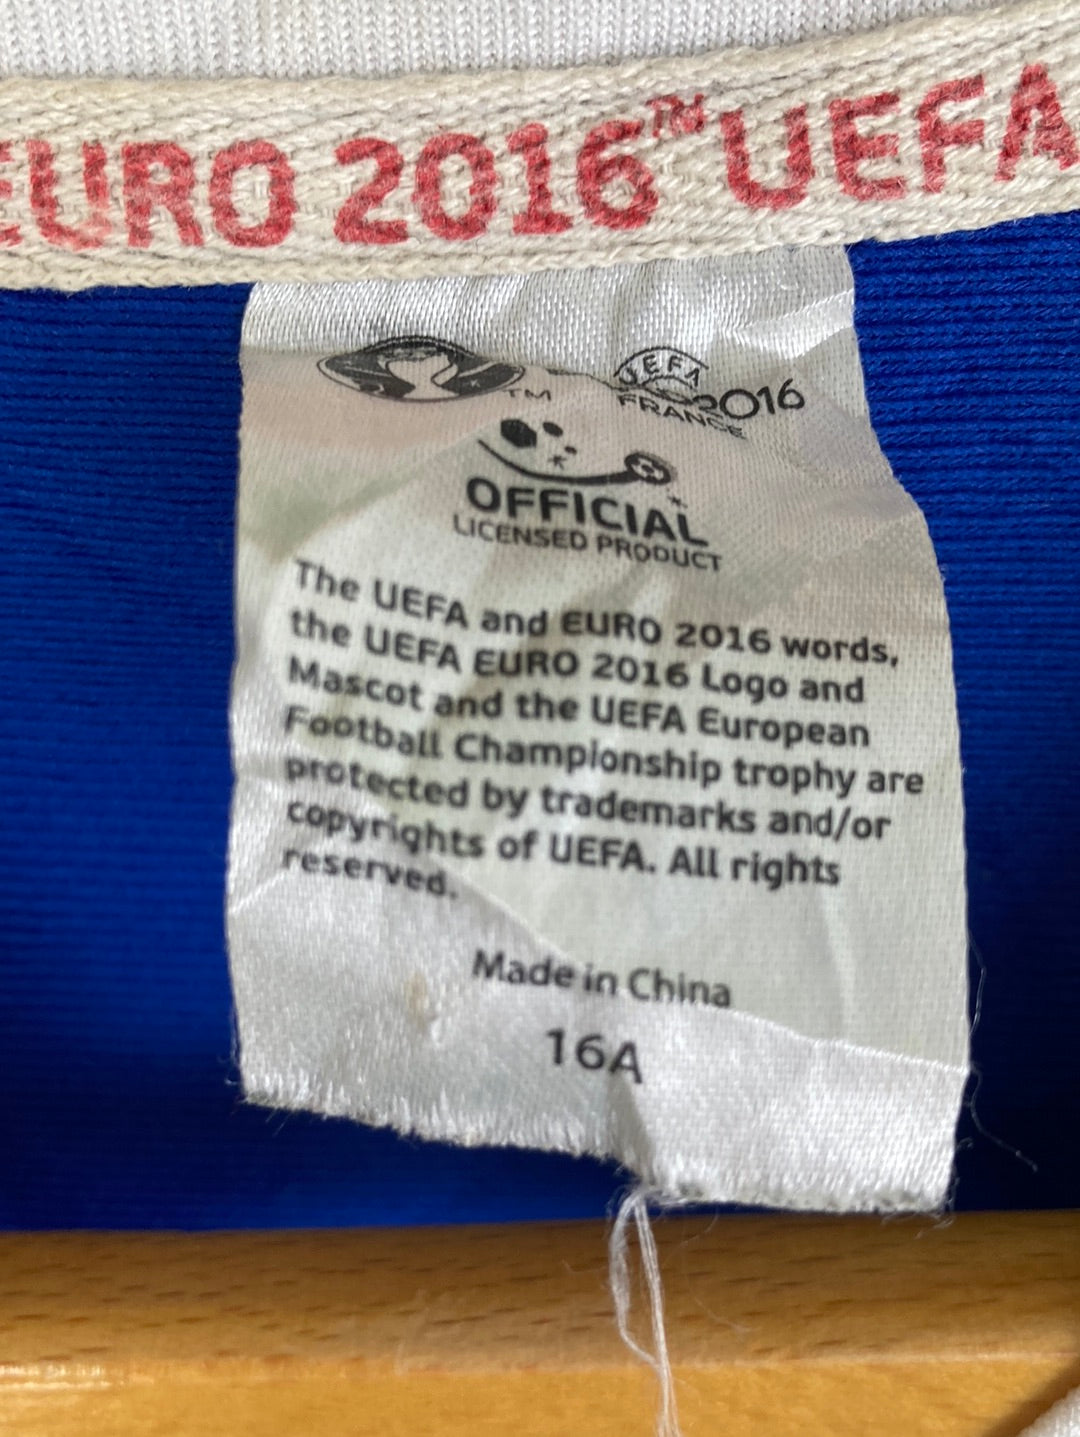 EURO 2016™ UEFA
TM
UEFA
2016
FRANCE
OFFICIAL
LICENSED PRODUCT
The UEFA and EURO 2016 words,
the UEFA EURO 2016 Logo and
Mascot and the UEFA European
Football Championship trophy are
protected by trademarks and/or
copyrights of UEFA. All rights
reserved.
Made in China
16A